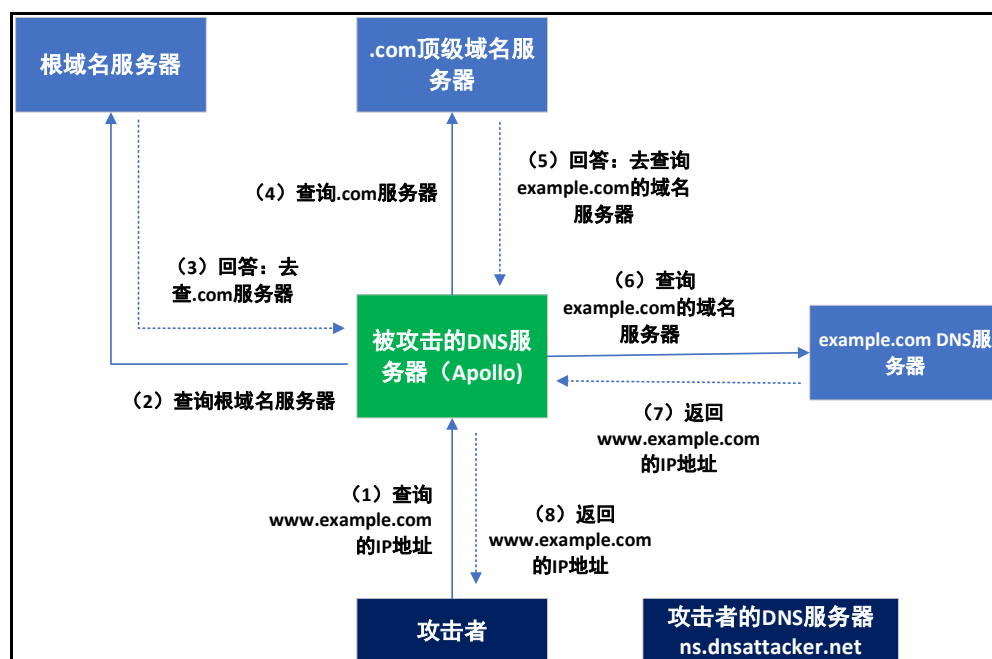 根域名服务器
.com顶级域名服
务器
（4）查询.com服务器
（5）回答：去查询
example.com的域名
服务器
（3）回答：去
查.com服务器
（6）查询
example.com的域名
服务器
被攻击的DNS服
务器（Apollo)
example.com DNS服
务器
（2）查询根域名服务器
（7）返回
www.example.com
的IP地址
（1）查询
www.example.com
的IP地址
（8）返回
www.example.com
的IP地址
攻击者
攻击者的DNS服务器
ns.dnsattacker.net